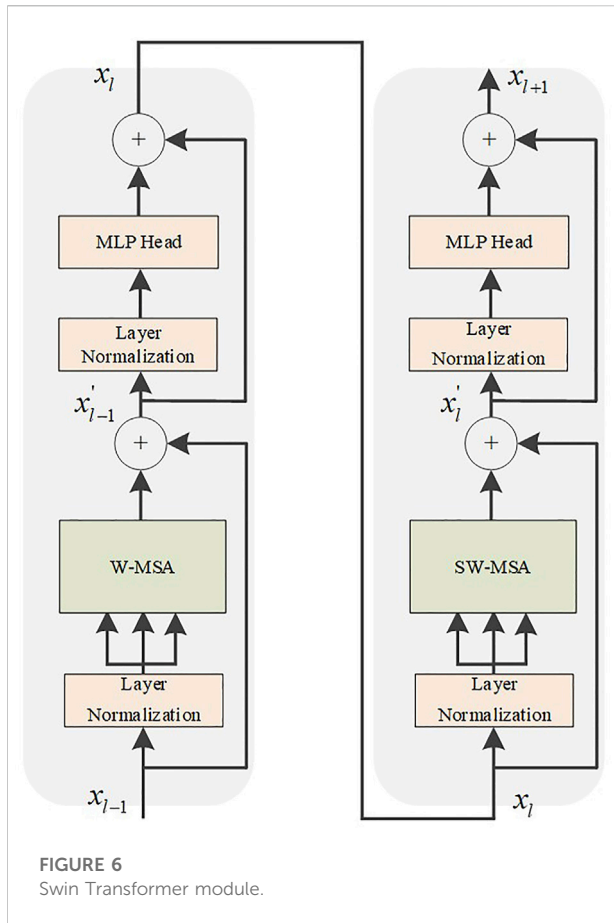 x_l
+
MLP Head
Layer
Normalization
x'_{l-1}
+
W-MSA
Layer
Normalization
x_{l-1}
x_{l+1}
+
MLP Head
Layer
Normalization
x'_l
+
SW-MSA
Layer
Normalization
x_l
FIGURE 6
Swin Transformer module.